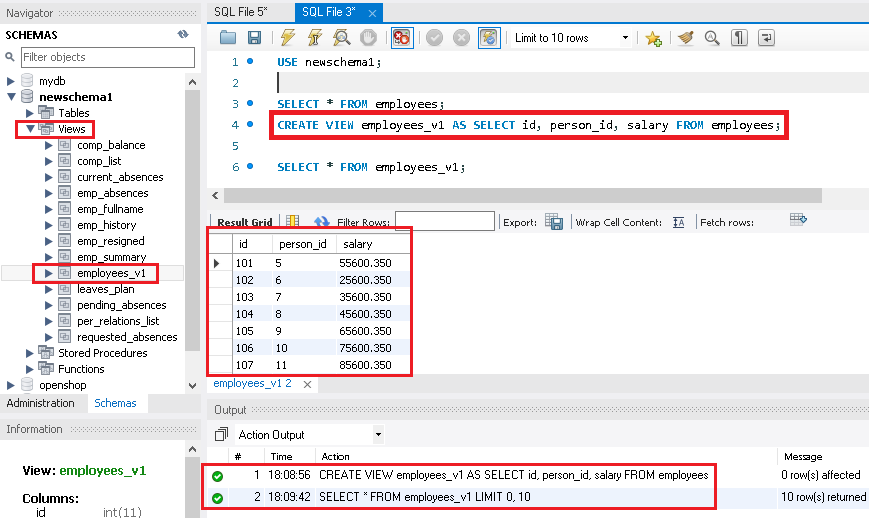 Navigator
SCHEMAS
Filter objects
mydb
newschema1
Tables
Views
comp_balance
comp_list
current_absences
emp_absences
emp_fullname
emp_history
emp_resigned
emp_summary
employees_v1
leaves_plan
pending_absences
per_relations_list
requested_absences
Stored Procedures
Functions
openshop
Administration Schemas
Information
View: employees_v1
Columns:
id int(11)
SQL File 5* SQL File 3*
Limit to 10 rows
1 USE newschema1;
2
3 SELECT * FROM employees;
4 CREATE VIEW employees_v1 AS SELECT id, person_id, salary FROM employees;
5
6 SELECT * FROM employees_v1;
Result Grid Filter Rows: Export: Wrap Cell Content: Fetch rows:
id person_id salary
101 5 55600.350
102 6 25600.350
103 7 35600.350
104 8 45600.350
105 9 65600.350
106 10 75600.350
107 11 85600.350
employees_v1 2
Output
Action Output
# Time Action Message
1 18:08:56 CREATE VIEW employees_v1 AS SELECT id, person_id, salary FROM employees 0 row(s) affected
2 18:09:42 SELECT * FROM employees_v1 LIMIT 0, 10 10 row(s) returned